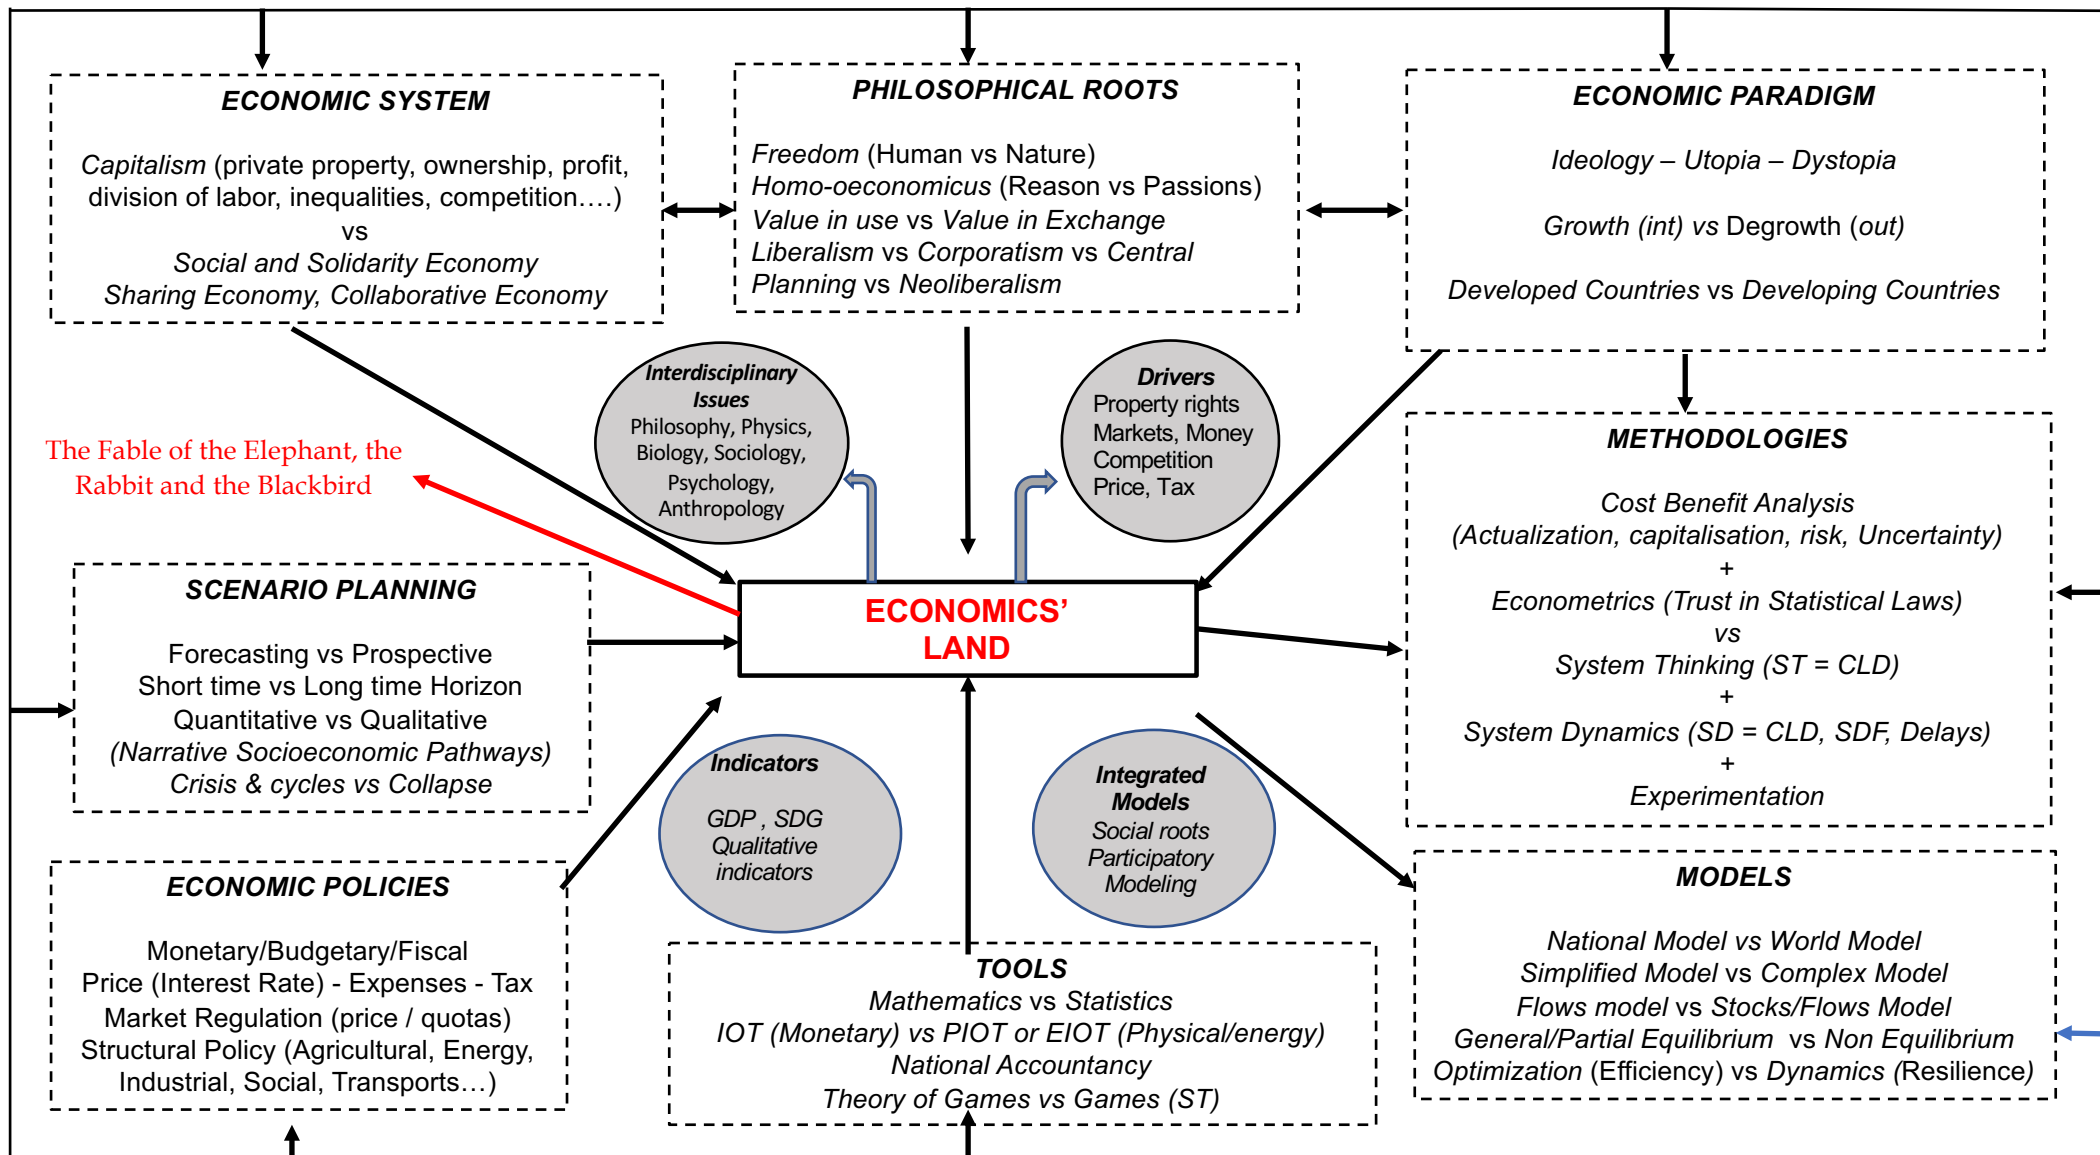 ECONOMIC SYSTEM
Capitalism (private property, ownership, profit,
division of labor, inequalities, competition….)
vs
Social and Solidarity Economy
Sharing Economy, Collaborative Economy
PHILOSOPHICAL ROOTS
Freedom (Human vs Nature)
Homo-oeconomicus (Reason vs Passions)
Value in use vs Value in Exchange
Liberalism vs Corporatism vs Central
Planning vs Neoliberalism
ECONOMIC PARADIGM
Ideology – Utopia – Dystopia
Growth (int) vs Degrowth (out)
Developed Countries vs Developing Countries
Interdisciplinary
Issues
Philosophy, Physics,
Biology, Sociology,
Psychology,
Anthropology
Drivers
Property rights
Markets, Money
Competition
Price, Tax
The Fable of the Elephant, the
Rabbit and the Blackbird
METHODOLOGIES
Cost Benefit Analysis
(Actualization, capitalisation, risk, Uncertainty)
+
Econometrics (Trust in Statistical Laws)
vs
System Thinking (ST = CLD)
+
System Dynamics (SD = CLD, SDF, Delays)
+
Experimentation
SCENARIO PLANNING
Forecasting vs Prospective
Short time vs Long time Horizon
Quantitative vs Qualitative
(Narrative Socioeconomic Pathways)
Crisis & cycles vs Collapse
ECONOMICS’
LAND
Indicators
GDP , SDG
Qualitative
indicators
Integrated
Models
Social roots
Participatory
Modeling
ECONOMIC POLICIES
Monetary/Budgetary/Fiscal
Price (Interest Rate) - Expenses - Tax
Market Regulation (price / quotas)
Structural Policy (Agricultural, Energy,
Industrial, Social, Transports…)
TOOLS
Mathematics vs Statistics
IOT (Monetary) vs PIOT or EIOT (Physical/energy)
National Accountancy
Theory of Games vs Games (ST)
MODELS
National Model vs World Model
Simplified Model vs Complex Model
Flows model vs Stocks/Flows Model
General/Partial Equilibrium vs Non Equilibrium
Optimization (Efficiency) vs Dynamics (Resilience)